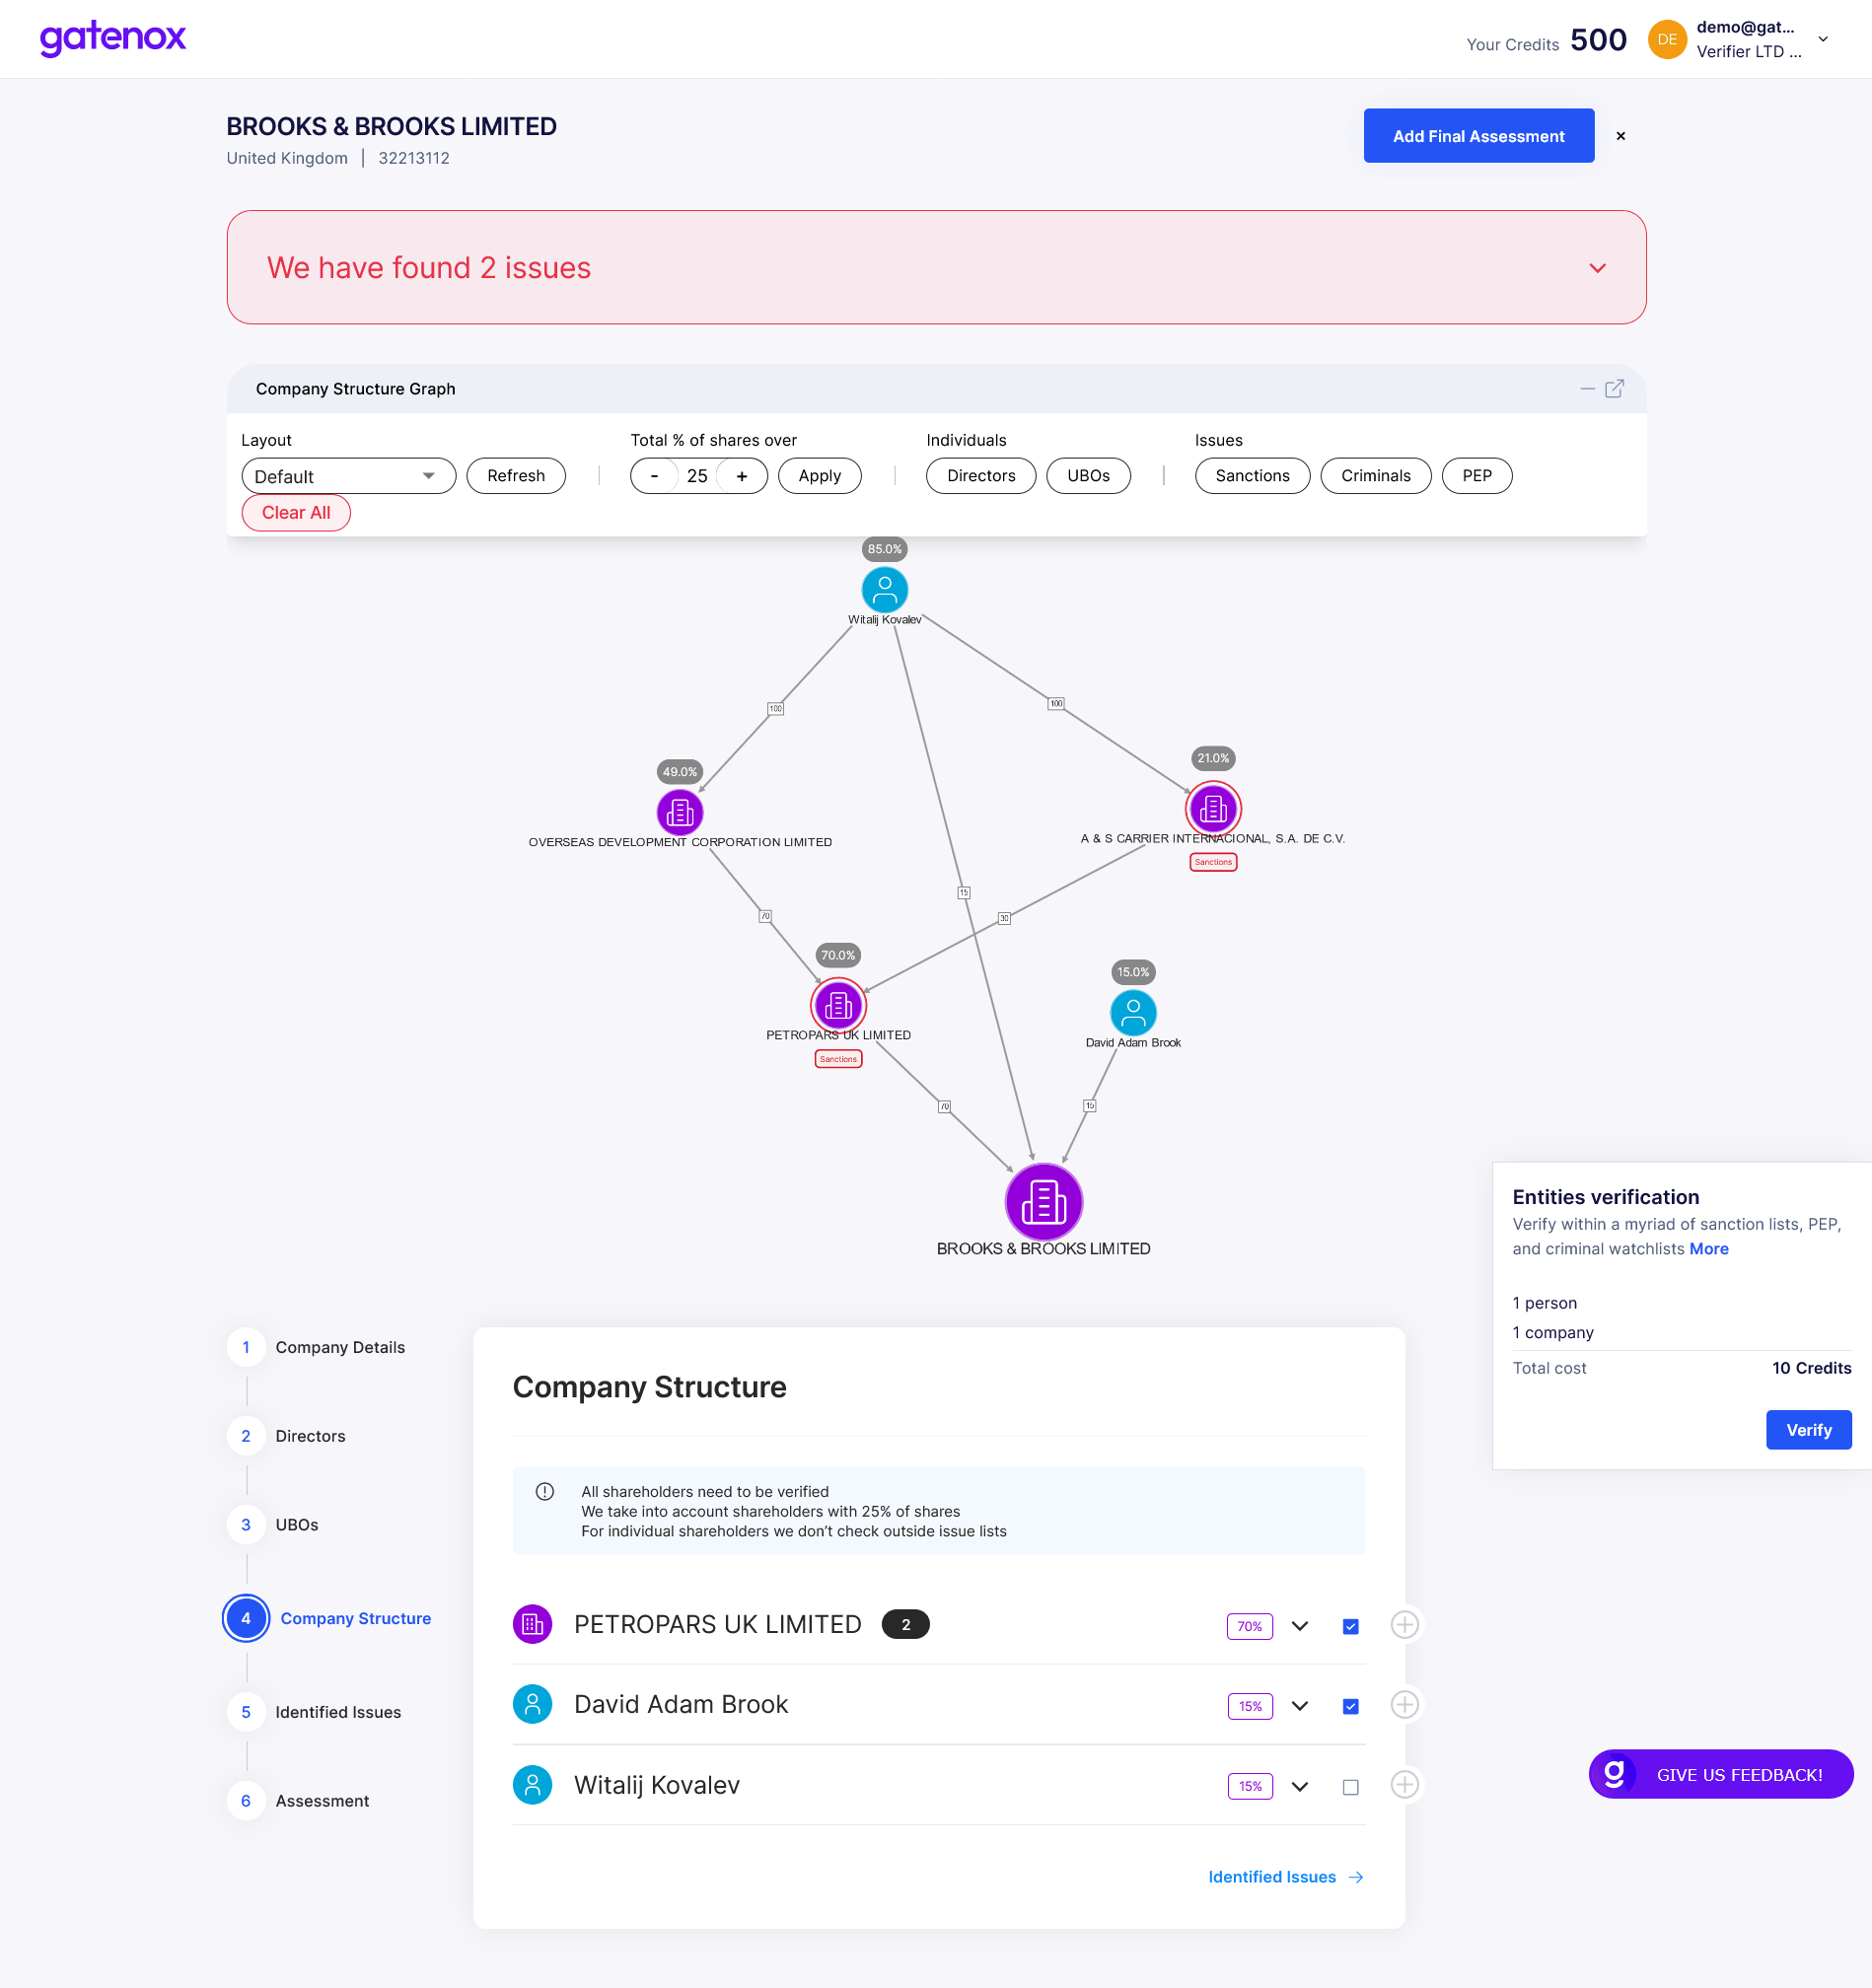 gatenox
Your Credits 500
DE
demo@gat...
Verifier LTD ...
BROOKS & BROOKS LIMITED
United Kingdom | 32213112
Add Final Assessment
×
We have found 2 issues
Company Structure Graph
Layout
Default
Refresh
Clear All
Total % of shares over
- 25 +
Apply
Individuals
Directors
UBOs
Issues
Sanctions
Criminals
PEP
85.0%
Witalij Kovalev
100
100
49.0%
OVERSEAS DEVELOPMENT CORPORATION LIMITED
21.0%
A & S CARRIER INTERNACIONAL, S.A. DE C.V.
Sanctions
15
70
30
70.0%
PETROPARS UK LIMITED
Sanctions
15.0%
David Adam Brook
70
15
BROOKS & BROOKS LIMITED
Entities verification
Verify within a myriad of sanction lists, PEP,
and criminal watchlists More
1 person
1 company
Total cost 10 Credits
Verify
1 Company Details
2 Directors
3 UBOs
4 Company Structure
5 Identified Issues
6 Assessment
Company Structure
All shareholders need to be verified
We take into account shareholders with 25% of shares
For individual shareholders we don’t check outside issue lists
PETROPARS UK LIMITED 2 70%
David Adam Brook 15%
Witalij Kovalev 15%
Identified Issues
g GIVE US FEEDBACK!